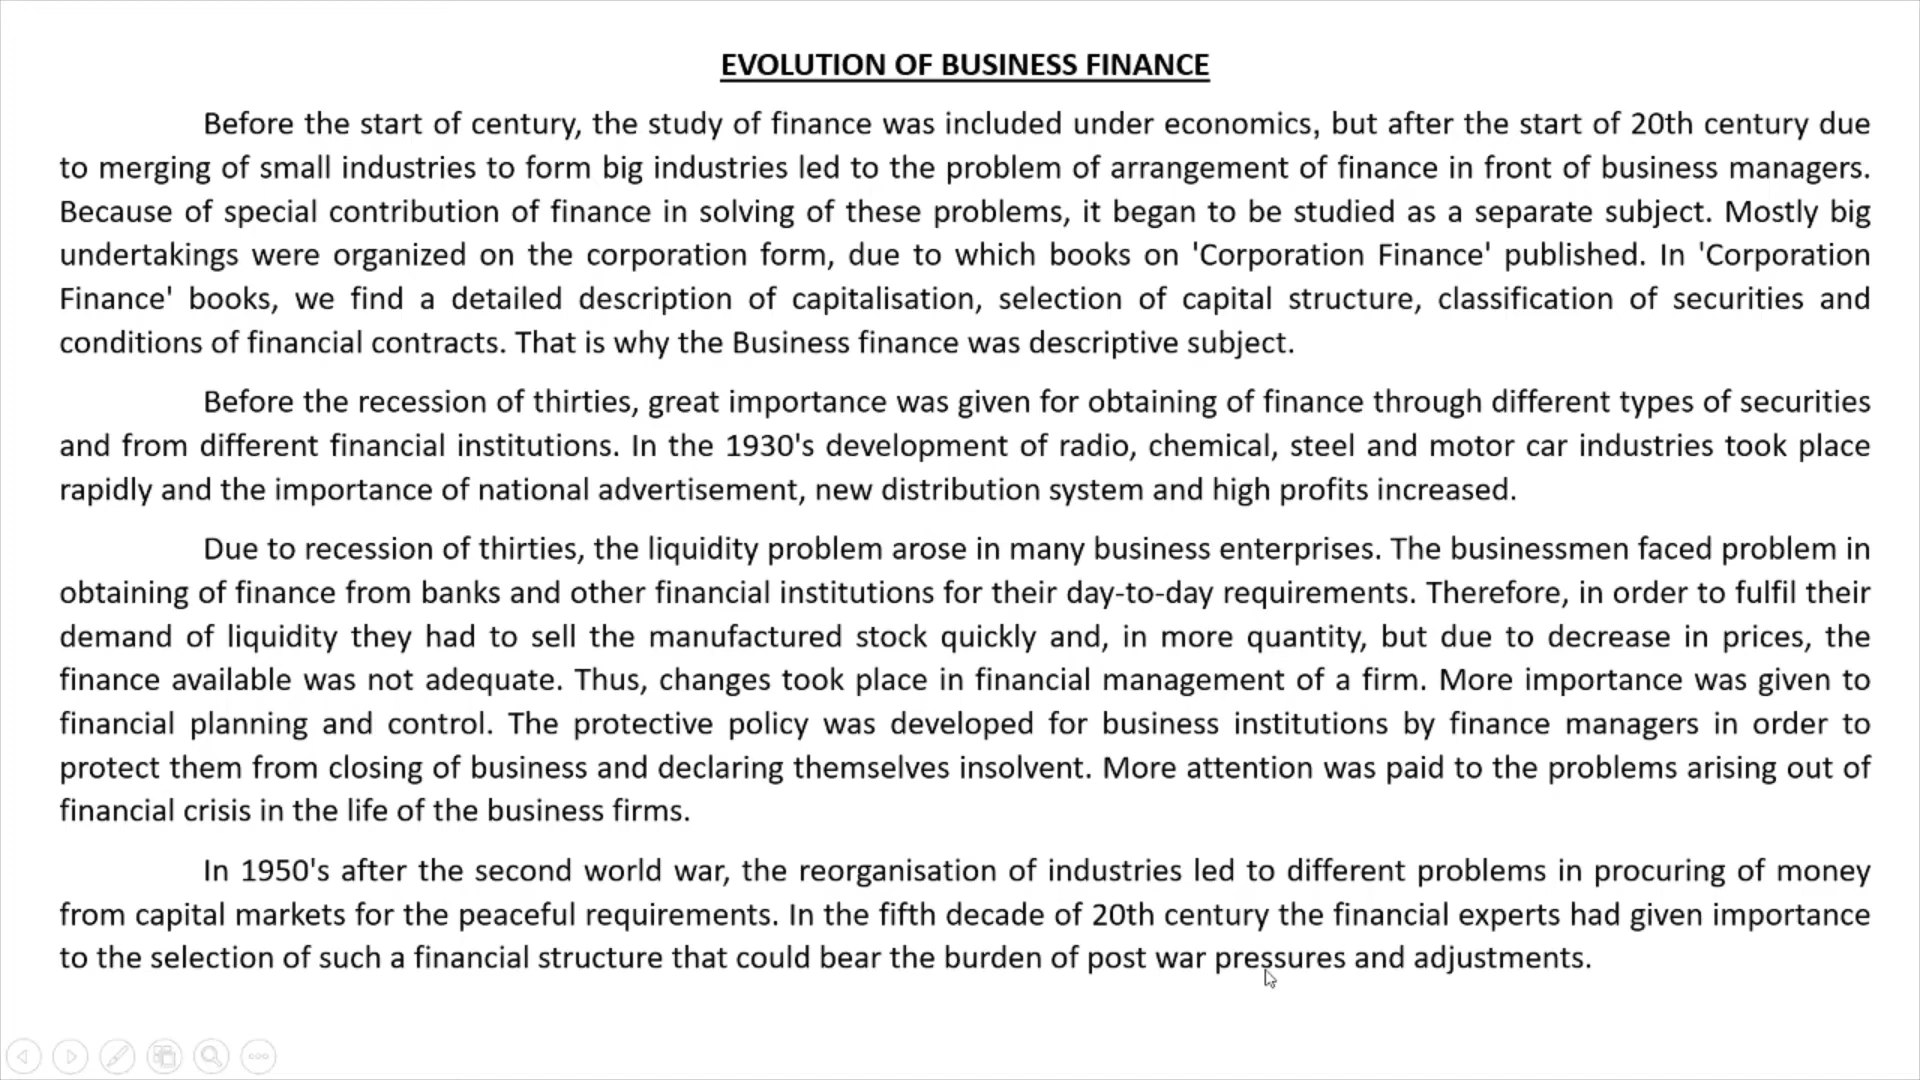 EVOLUTION OF BUSINESS FINANCE
Before the start of century, the study of finance was included under economics, but after the start of 20th century due
to merging of small industries to form big industries led to the problem of arrangement of finance in front of business managers.
Because of special contribution of finance in solving of these problems, it began to be studied as a separate subject. Mostly big
undertakings were organized on the corporation form, due to which books on 'Corporation Finance' published. In 'Corporation
Finance' books, we find a detailed description of capitalisation, selection of capital structure, classification of securities and
conditions of financial contracts. That is why the Business finance was descriptive subject.
Before the recession of thirties, great importance was given for obtaining of finance through different types of securities
and from different financial institutions. In the 1930's development of radio, chemical, steel and motor car industries took place
rapidly and the importance of national advertisement, new distribution system and high profits increased.
Due to recession of thirties, the liquidity problem arose in many business enterprises. The businessmen faced problem in
obtaining of finance from banks and other financial institutions for their day-to-day requirements. Therefore, in order to fulfil their
demand of liquidity they had to sell the manufactured stock quickly and, in more quantity, but due to decrease in prices, the
finance available was not adequate. Thus, changes took place in financial management of a firm. More importance was given to
financial planning and control. The protective policy was developed for business institutions by finance managers in order to
protect them from closing of business and declaring themselves insolvent. More attention was paid to the problems arising out of
financial crisis in the life of the business firms.
In 1950's after the second world war, the reorganisation of industries led to different problems in procuring of money
from capital markets for the peaceful requirements. In the fifth decade of 20th century the financial experts had given importance
to the selection of such a financial structure that could bear the burden of post war pressures and adjustments.